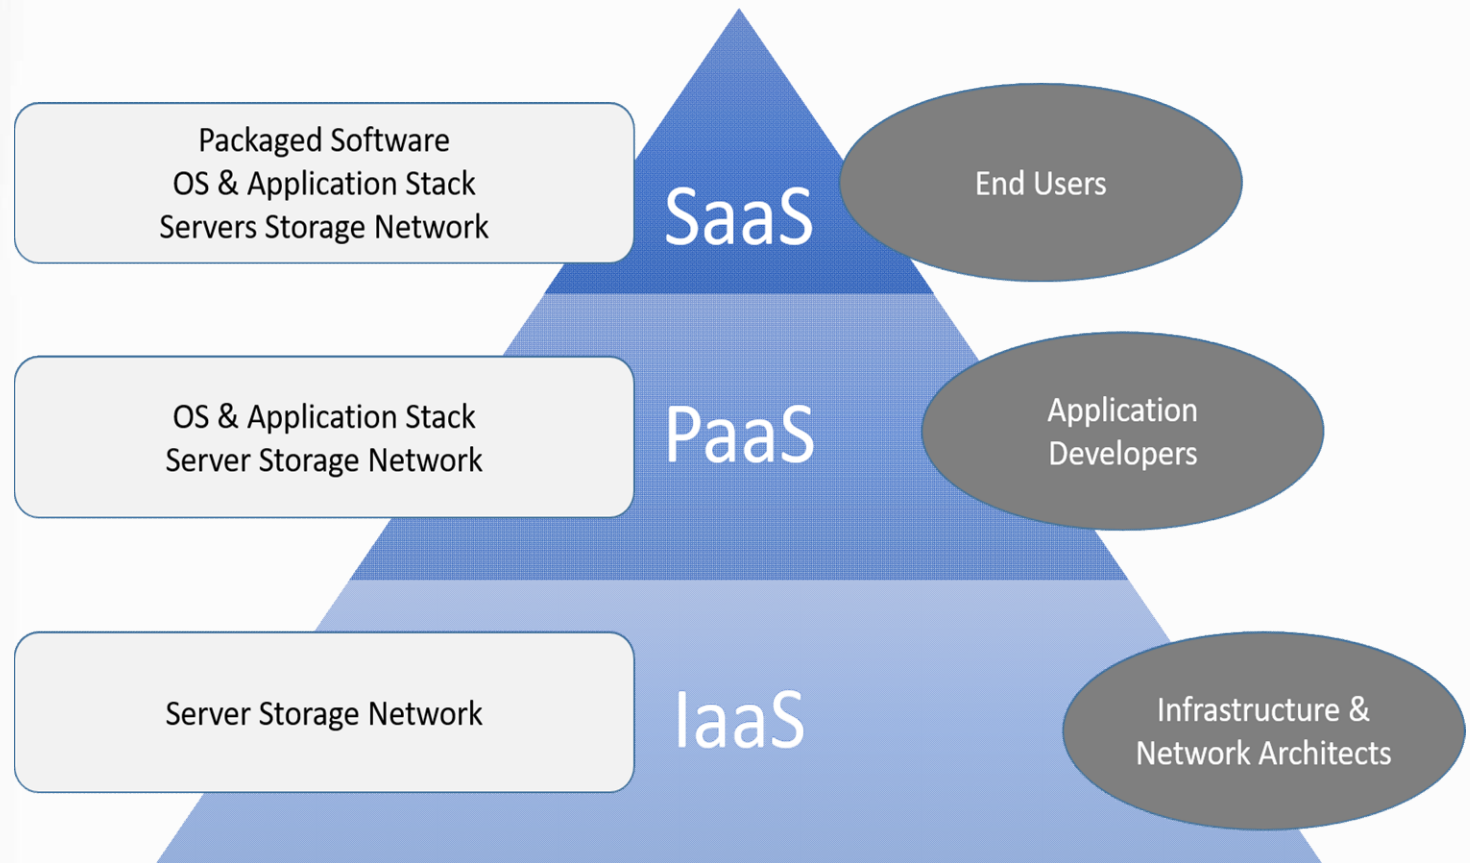 Packaged Software
OS & Application Stack
Servers Storage Network
SaaS
End Users
OS & Application Stack
Server Storage Network
PaaS
Application
Developers
Server Storage Network
IaaS
Infrastructure &
Network Architects